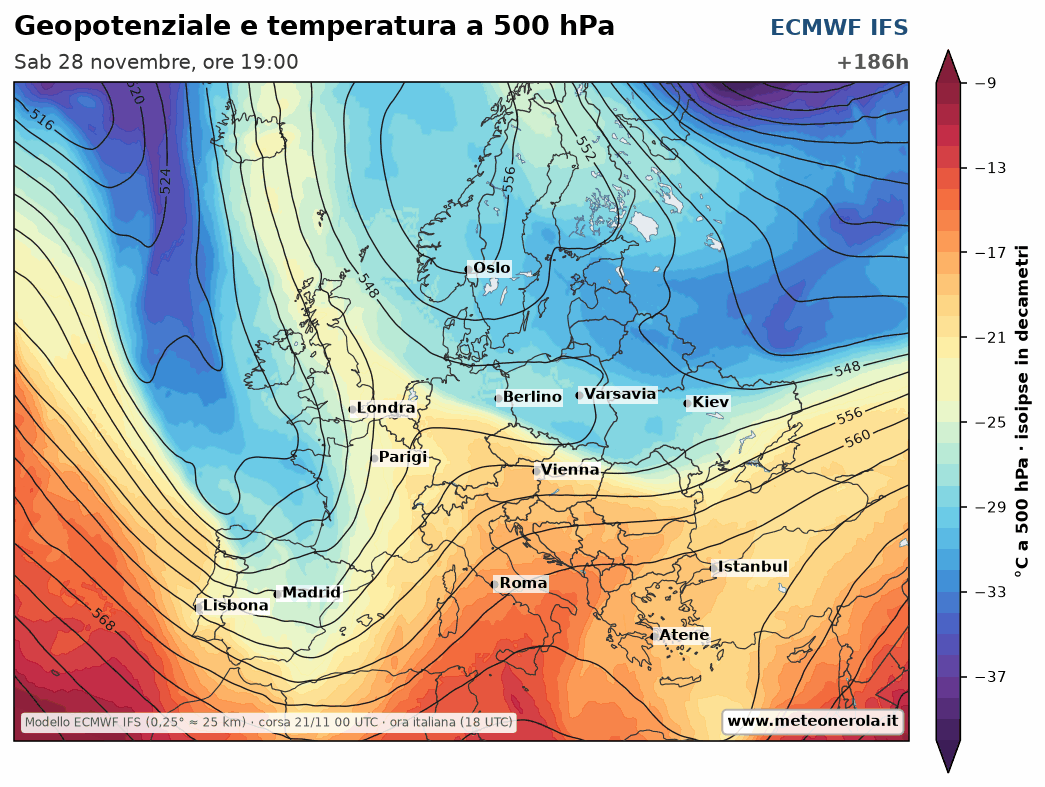 Geopotenziale e temperatura a 500 hPa
ECMWF IFS
Sab 28 novembre, ore 19:00
+186h
516
520
524
556
552
548
Oslo
548
556
560
568
Londra
Berlino
Varsavia
Kiev
Parigi
Vienna
Roma
Istanbul
Madrid
Lisbona
Atene
−9
−13
−17
−21
−25
−29
−33
−37
°C a 500 hPa · isoipse in decametri
Modello ECMWF IFS (0,25° ≈ 25 km) · corsa 21/11 00 UTC · ora italiana (18 UTC)
www.meteonerola.it